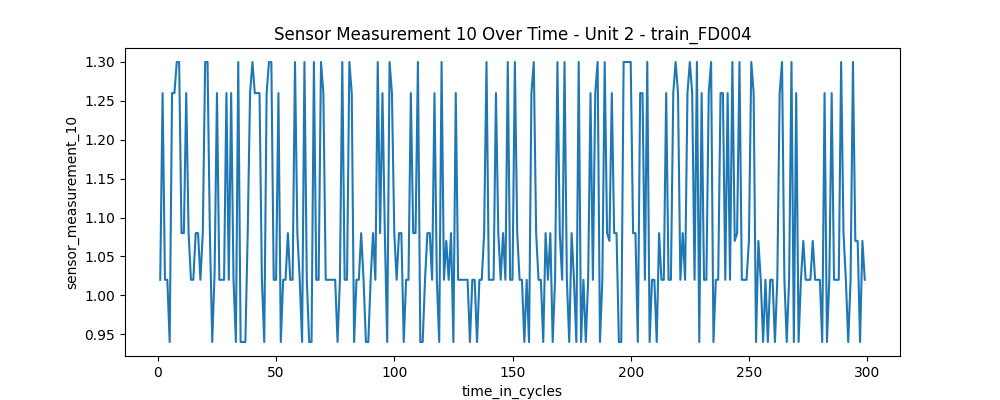 Sensor Measurement 10 Over Time - Unit 2 - train_FD004
sensor_measurement_10
1.30
1.25
1.20
1.15
1.10
1.05
1.00
0.95
0 50 100 150 200 250 300
time_in_cycles